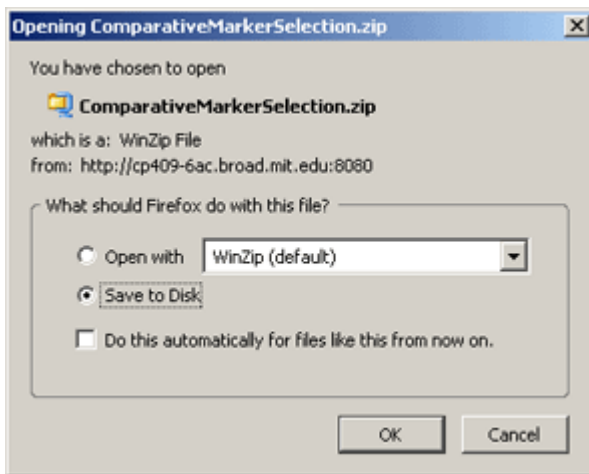 Opening ComparativeMarkerSelection.zip
You have chosen to open
ComparativeMarkerSelection.zip
which is a: WinZip File
from: http://cp409-6ac.broad.mit.edu:8080
What should Firefox do with this file?
Open with WinZip (default)
Save to Disk
Do this automatically for files like this from now on.
OK Cancel